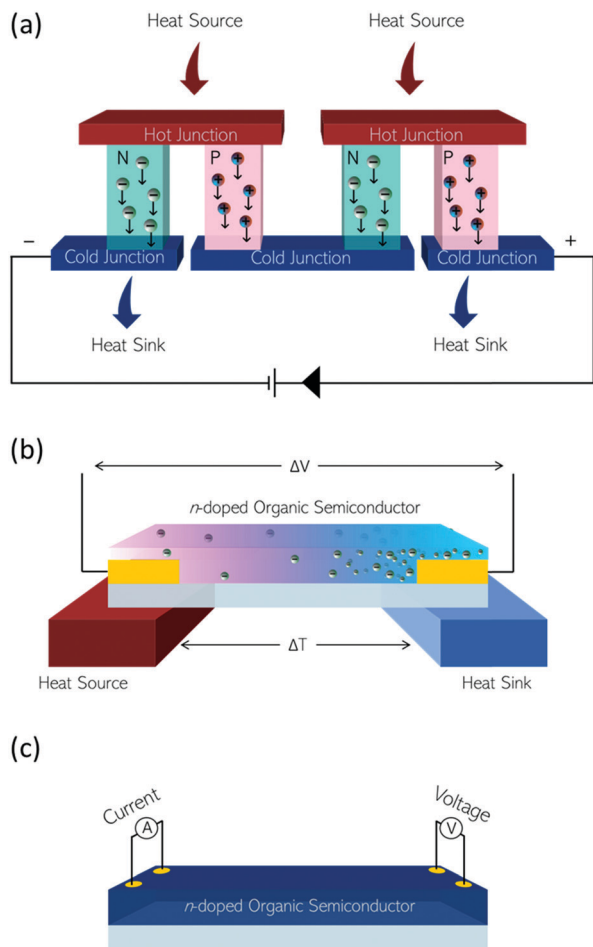 (a)
Heat Source Heat Source
Hot Junction Hot Junction
N P N P
− +
Cold Junction Cold Junction Cold Junction
Heat Sink Heat Sink
(b)
ΔV
n-doped Organic Semiconductor
ΔT
Heat Source Heat Sink
(c)
Current Voltage
A V
n-doped Organic Semiconductor